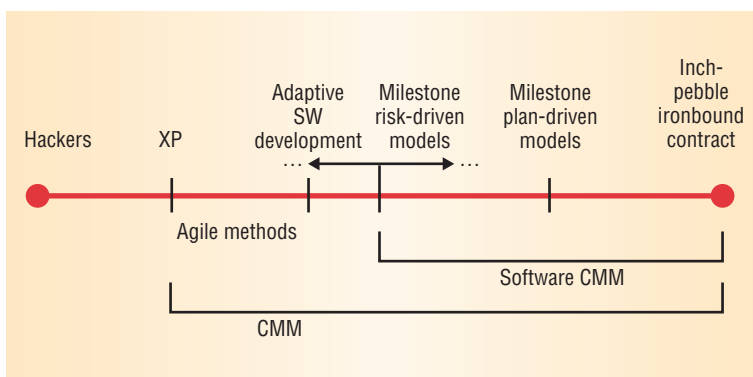 Hackers
XP
Adaptive
SW
development
Milestone
risk-driven
models
Milestone
plan-driven
models
Inch-
pebble
ironbound
contract
...
...
Agile methods
Software CMM
CMM